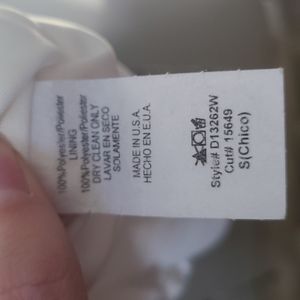 100%Polyester/Poliester
LINING
100%Polyester/Poliester
DRY CLEAN ONLY
LAVAR EN SECO
SOLAMENTE
MADE IN U.S.A.
HECHO EN E.U.A.
Style# D13262W
Cut# 15649
S(Chico)